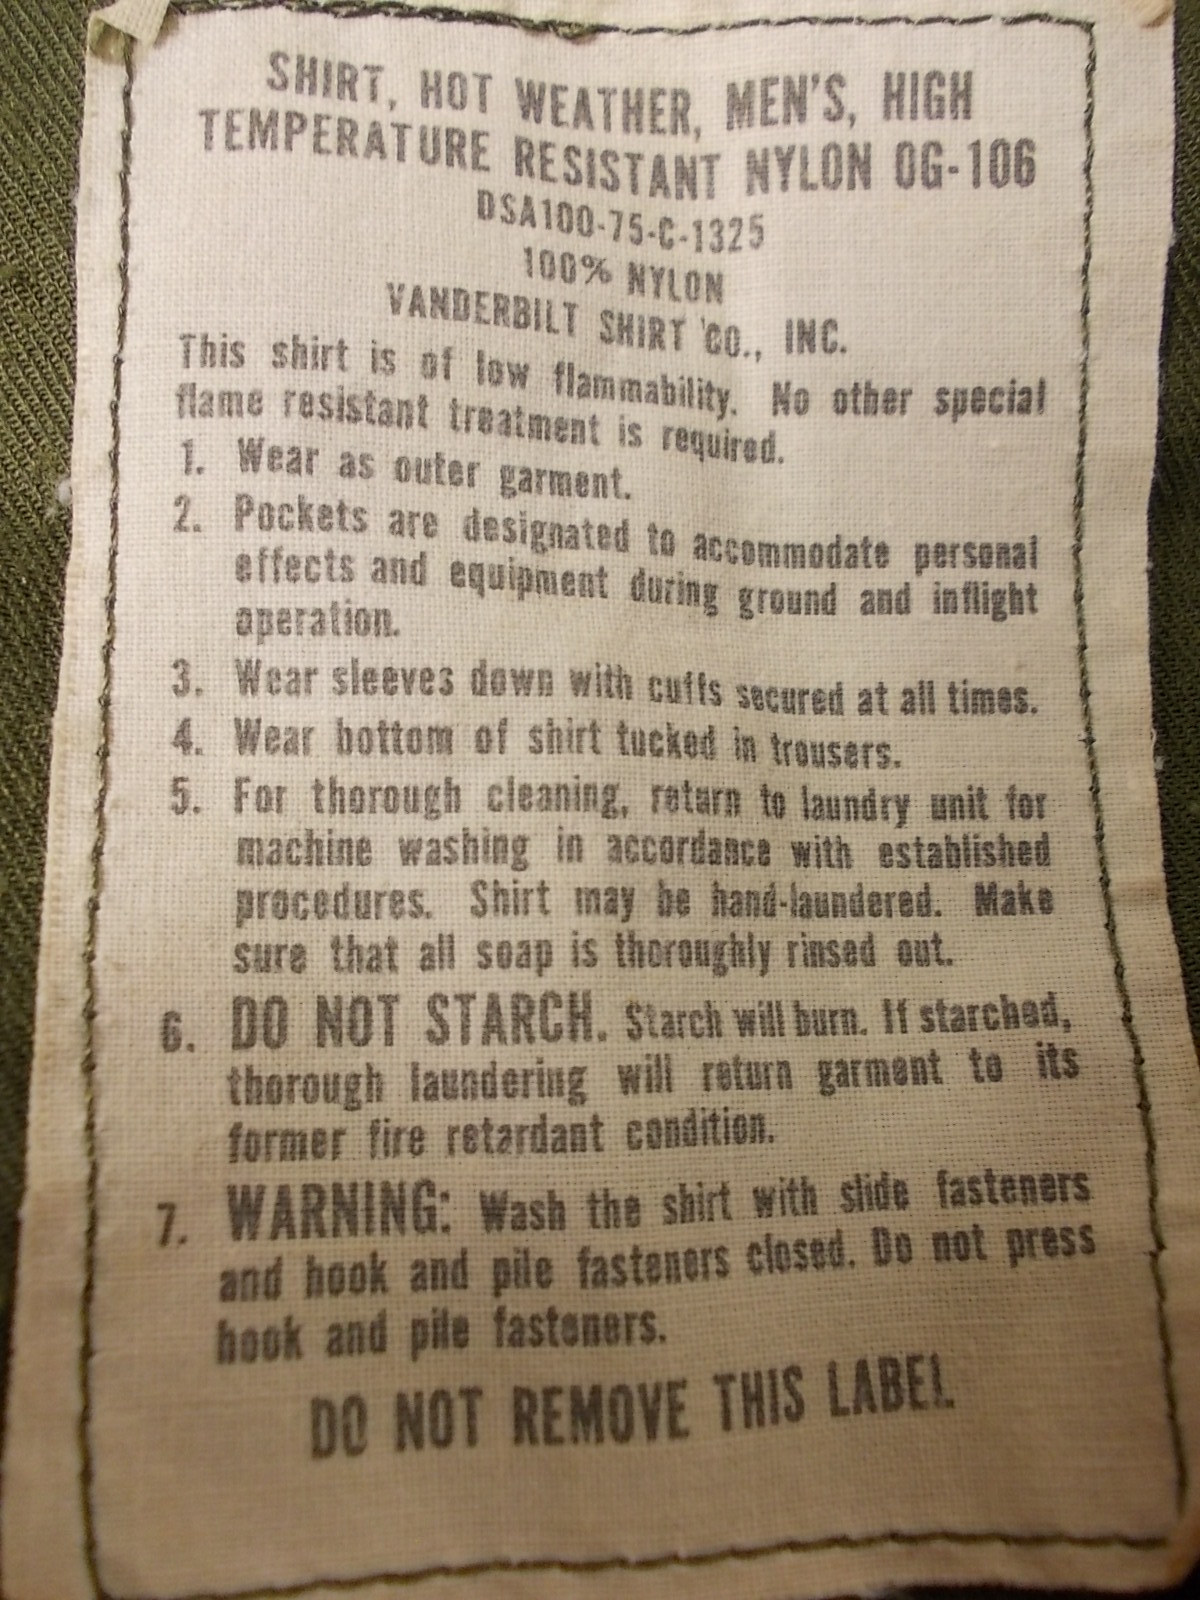 SHIRT, HOT WEATHER, MEN'S, HIGH
TEMPERATURE RESISTANT NYLON OG-106
DSA100-75-C-1325
100% NYLON
VANDERBILT SHIRT CO., INC.
This shirt is of low flammability. No other special
flame resistant treatment is required.
1. Wear as outer garment.
2. Pockets are designated to accommodate personal
effects and equipment during ground and inflight
operation.
3. Wear sleeves down with cuffs secured at all times.
4. Wear bottom of shirt tucked in trousers.
5. For thorough cleaning, return to laundry unit for
machine washing in accordance with established
procedures. Shirt may be hand-laundered. Make
sure that all soap is thoroughly rinsed out.
6. DO NOT STARCH. Starch will burn. If starched,
thorough laundering will return garment to its
former fire retardant condition.
7. WARNING: Wash the shirt with slide fasteners
and hook and pile fasteners closed. Do not press
hook and pile fasteners.
DO NOT REMOVE THIS LABEL